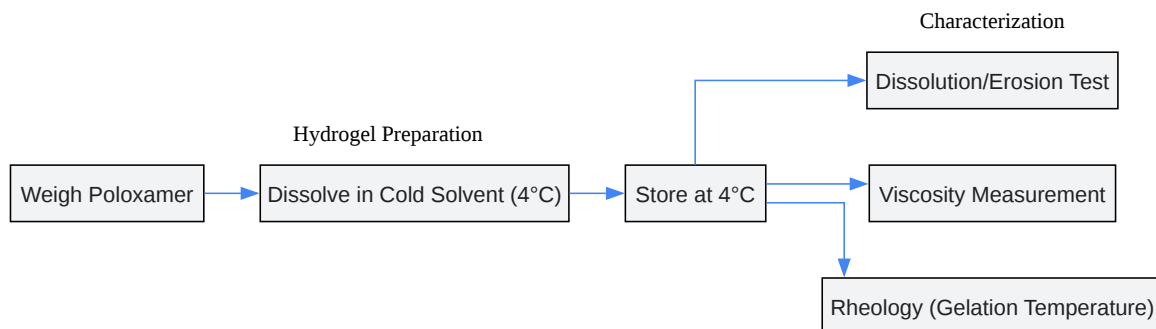 Characterization
Dissolution/Erosion Test
Hydrogel Preparation
Weigh Poloxamer
Dissolve in Cold Solvent (4°C)
Store at 4°C
Viscosity Measurement
Rheology (Gelation Temperature)